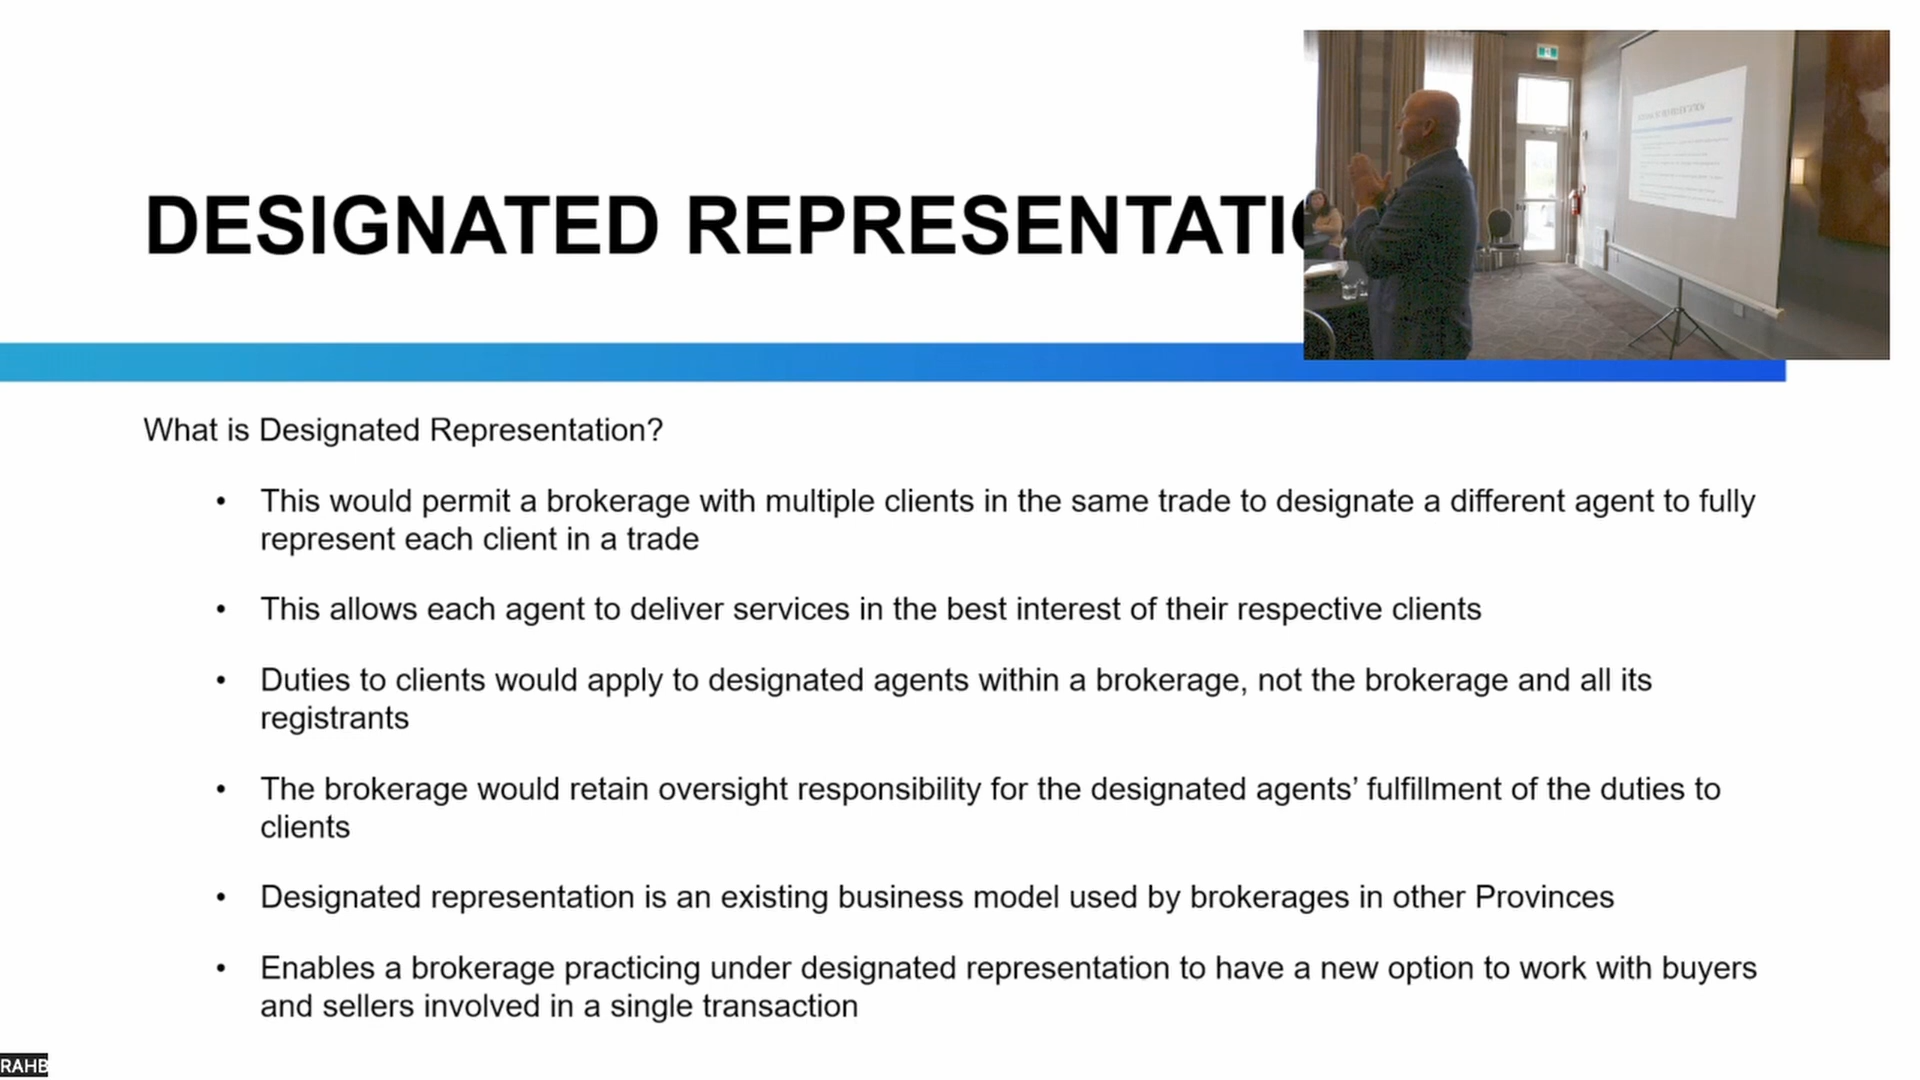 DESIGNATED REPRESENTATI
What is Designated Representation?
• This would permit a brokerage with multiple clients in the same trade to designate a different agent to fully
represent each client in a trade
• This allows each agent to deliver services in the best interest of their respective clients
• Duties to clients would apply to designated agents within a brokerage, not the brokerage and all its
registrants
• The brokerage would retain oversight responsibility for the designated agents’ fulfillment of the duties to
clients
• Designated representation is an existing business model used by brokerages in other Provinces
• Enables a brokerage practicing under designated representation to have a new option to work with buyers
and sellers involved in a single transaction
RAHB